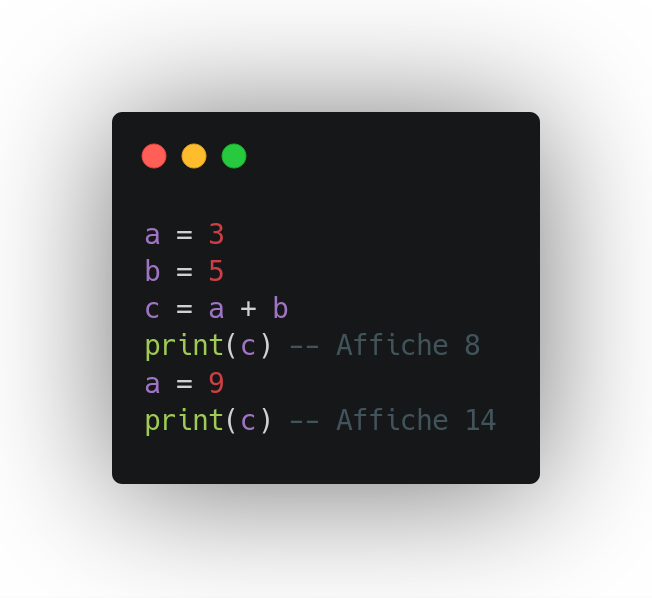 a = 3
b = 5
c = a + b
print(c) -- Affiche 8
a = 9
print(c) -- Affiche 14